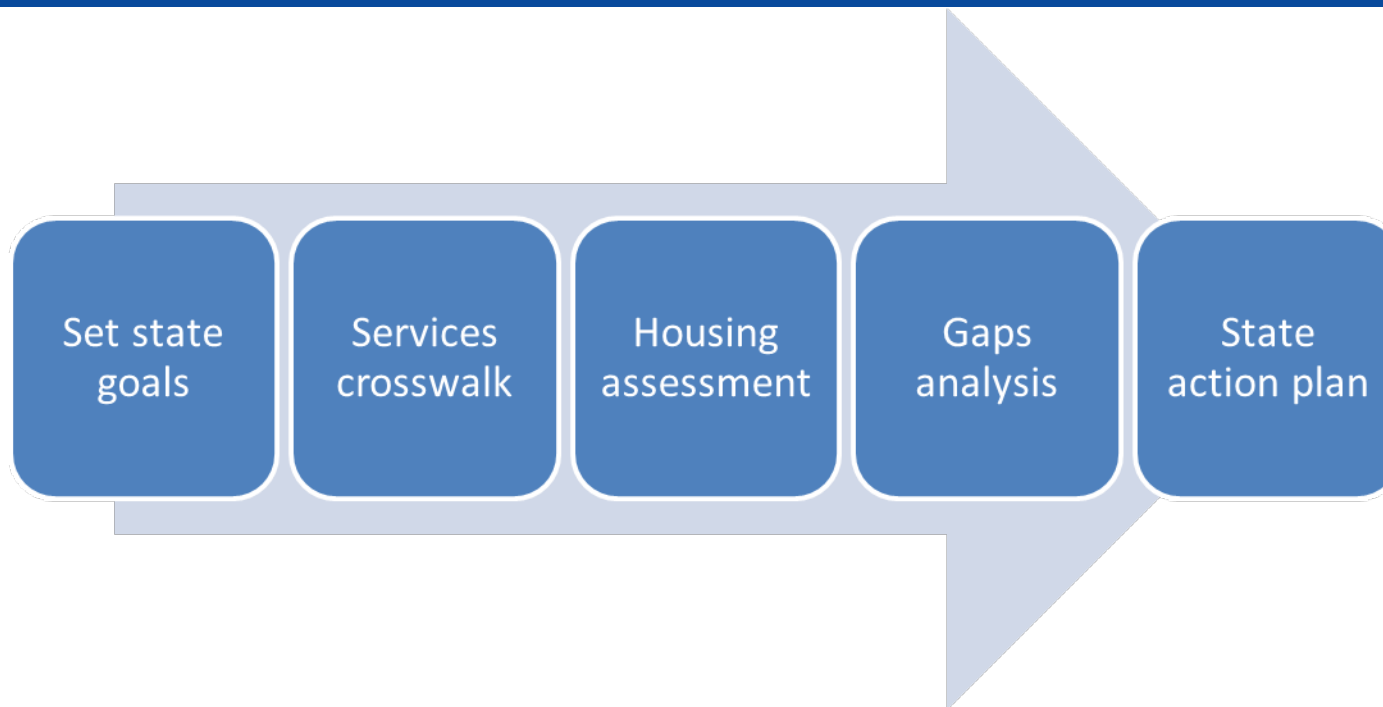 Set state
goals
Services
crosswalk
Housing
assessment
Gaps
analysis
State
action plan